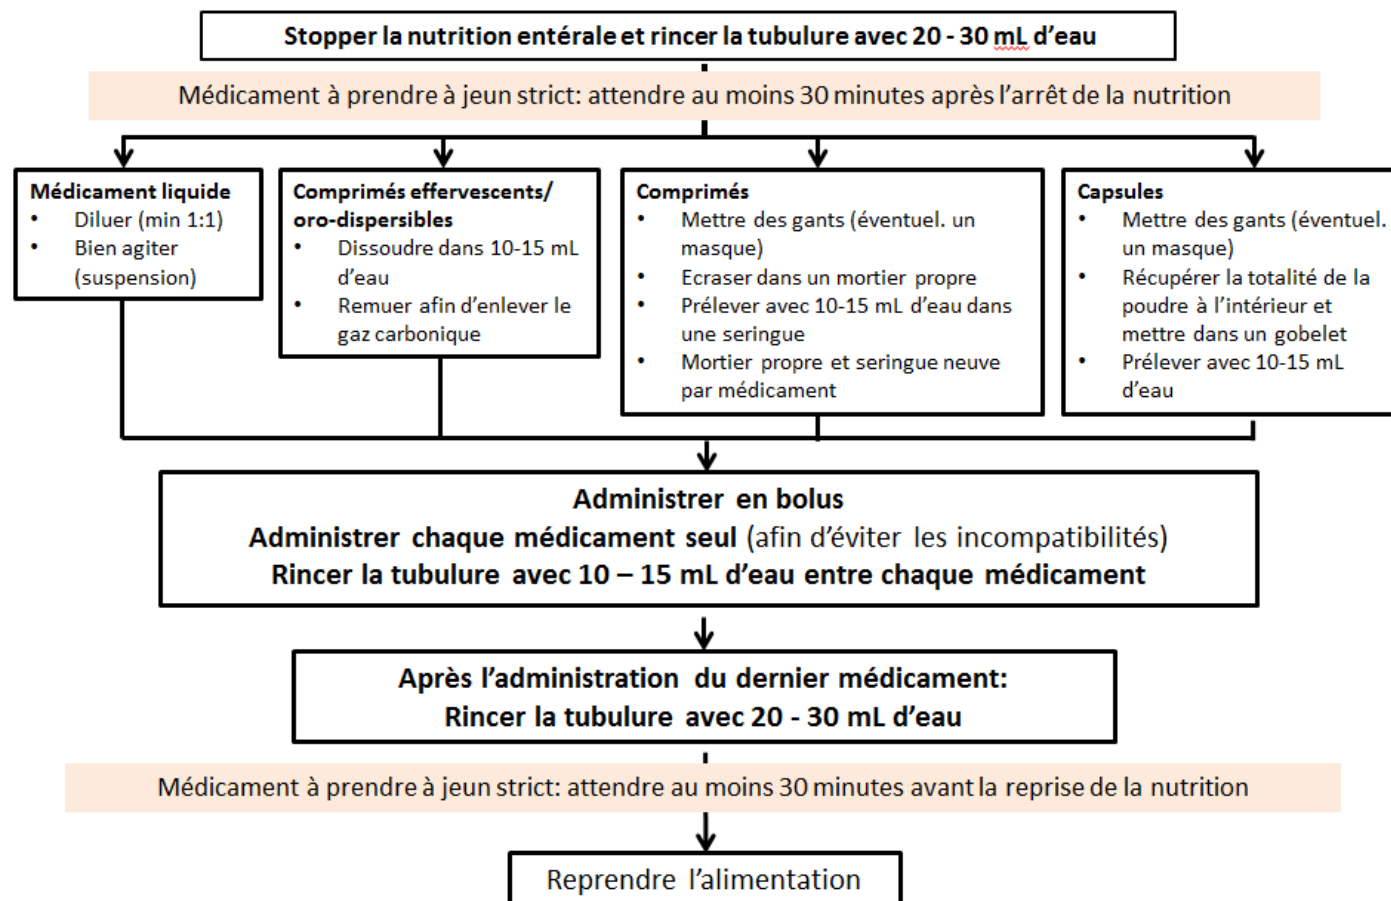 Stopper la nutrition entérale et rincer la tubulure avec 20 - 30 mL d'eau
Médicament à prendre à jeun strict: attendre au moins 30 minutes après l'arrêt de la nutrition
Médicament liquide
• Diluer (min 1:1)
• Bien agiter
(suspension)
Comprimés effervescents/
oro-dispersibles
• Dissoudre dans 10-15 mL
d'eau
• Remuer afin d'enlever le
gaz carbonique
Comprimés
• Mettre des gants (éventuel. un
masque)
• Ecraser dans un mortier propre
• Prélever avec 10-15 mL d'eau dans
une seringue
• Mortier propre et seringue neuve
par médicament
Capsules
• Mettre des gants (éventuel.
un masque)
• Récupérer la totalité de la
poudre à l'intérieur et
mettre dans un gobelet
• Prélever avec 10-15 mL
d'eau
Administrer en bolus
Administrer chaque médicament seul (afin d'éviter les incompatibilités)
Rincer la tubulure avec 10 – 15 mL d'eau entre chaque médicament
Après l'administration du dernier médicament:
Rincer la tubulure avec 20 - 30 mL d'eau
Médicament à prendre à jeun strict: attendre au moins 30 minutes avant la reprise de la nutrition
Reprendre l'alimentation